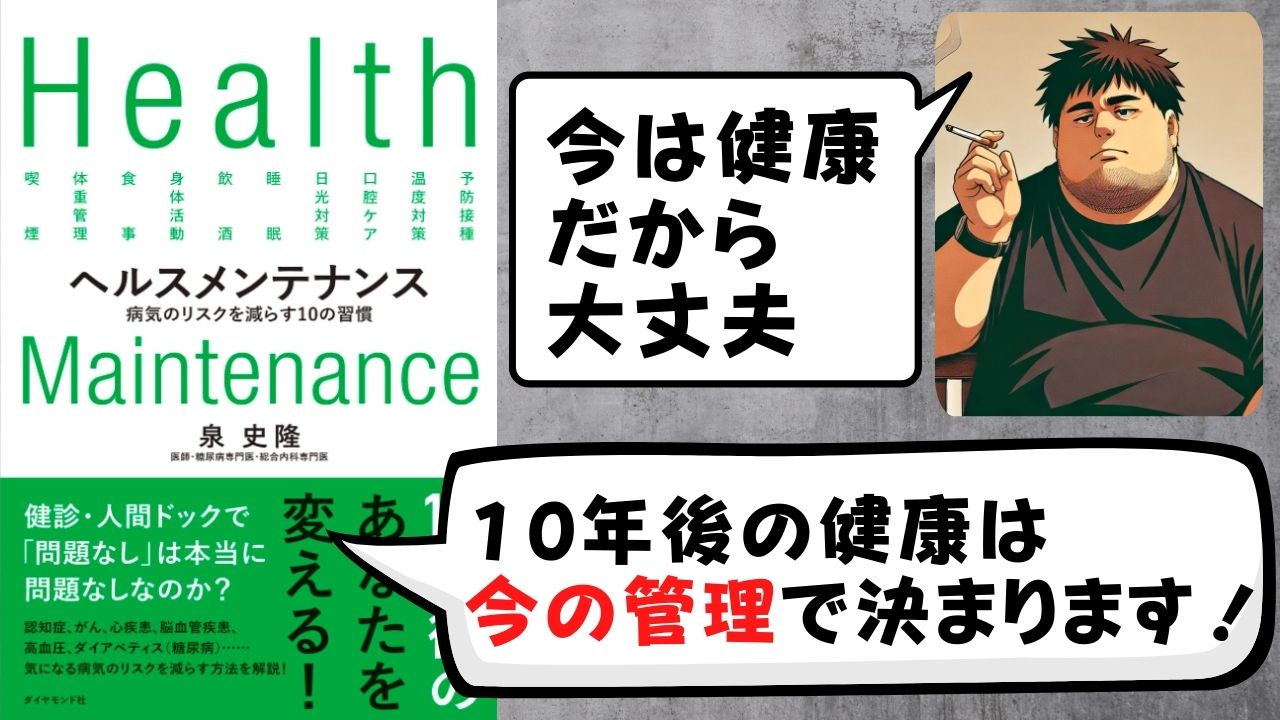 Health
喫煙
体重管理
食事
身体活動
飲酒
睡眠
日光対策
口腔ケア
温度対策
予防接種
ヘルスメンテナンス
病気のリスクを減らす10の習慣
Maintenance
泉 史隆
医師・糖尿病専門医・総合内科専門医
健診・人間ドックで
「問題なし」は本当に
問題なしなのか？
認知症、がん、心疾患、脳血管疾患、
高血圧、ダイアベティス（糖尿病）……
気になる病気のリスクを減らす方法を解説！
ダイヤモンド社
の
あなたを
変える！
今は健康
だから
大丈夫
10年後の健康は
今の管理で決まります！